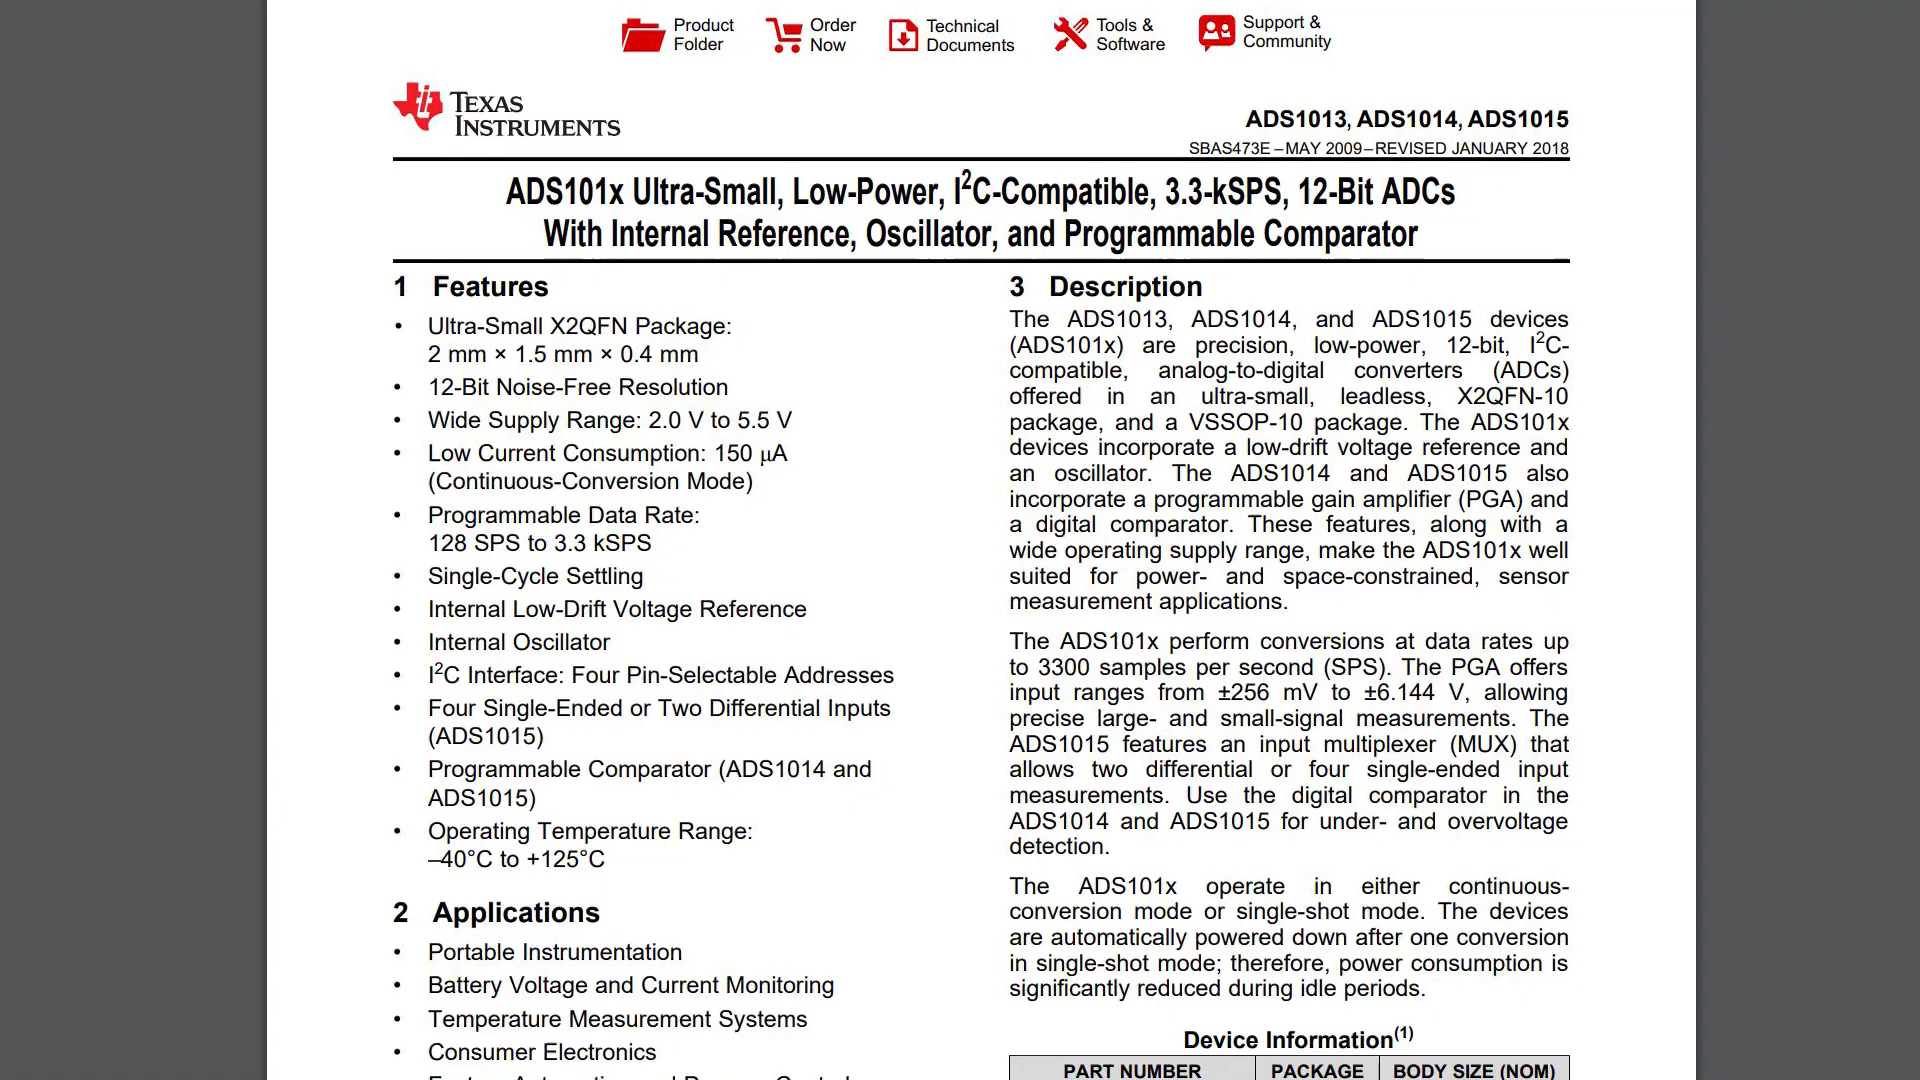 Product
Folder
Order
Now
Technical
Documents
Tools &
Software
Support &
Community
TEXAS
INSTRUMENTS
ADS1013, ADS1014, ADS1015
SBAS473E –MAY 2009–REVISED JANUARY 2018
ADS101x Ultra-Small, Low-Power, I2C-Compatible, 3.3-kSPS, 12-Bit ADCs
With Internal Reference, Oscillator, and Programmable Comparator
1 Features
• Ultra-Small X2QFN Package:
2 mm × 1.5 mm × 0.4 mm
• 12-Bit Noise-Free Resolution
• Wide Supply Range: 2.0 V to 5.5 V
• Low Current Consumption: 150 μA
(Continuous-Conversion Mode)
• Programmable Data Rate:
128 SPS to 3.3 kSPS
• Single-Cycle Settling
• Internal Low-Drift Voltage Reference
• Internal Oscillator
• I2C Interface: Four Pin-Selectable Addresses
• Four Single-Ended or Two Differential Inputs
(ADS1015)
• Programmable Comparator (ADS1014 and
ADS1015)
• Operating Temperature Range:
–40°C to +125°C
2 Applications
• Portable Instrumentation
• Battery Voltage and Current Monitoring
• Temperature Measurement Systems
• Consumer Electronics
3 Description
The ADS1013, ADS1014, and ADS1015 devices
(ADS101x) are precision, low-power, 12-bit, I2C-
compatible, analog-to-digital converters (ADCs)
offered in an ultra-small, leadless, X2QFN-10
package, and a VSSOP-10 package. The ADS101x
devices incorporate a low-drift voltage reference and
an oscillator. The ADS1014 and ADS1015 also
incorporate a programmable gain amplifier (PGA) and
a digital comparator. These features, along with a
wide operating supply range, make the ADS101x well
suited for power- and space-constrained, sensor
measurement applications.
The ADS101x perform conversions at data rates up
to 3300 samples per second (SPS). The PGA offers
input ranges from ±256 mV to ±6.144 V, allowing
precise large- and small-signal measurements. The
ADS1015 features an input multiplexer (MUX) that
allows two differential or four single-ended input
measurements. Use the digital comparator in the
ADS1014 and ADS1015 for under- and overvoltage
detection.
The ADS101x operate in either continuous-
conversion mode or single-shot mode. The devices
are automatically powered down after one conversion
in single-shot mode; therefore, power consumption is
significantly reduced during idle periods.
Device Information(1)
PART NUMBER PACKAGE BODY SIZE (NOM)